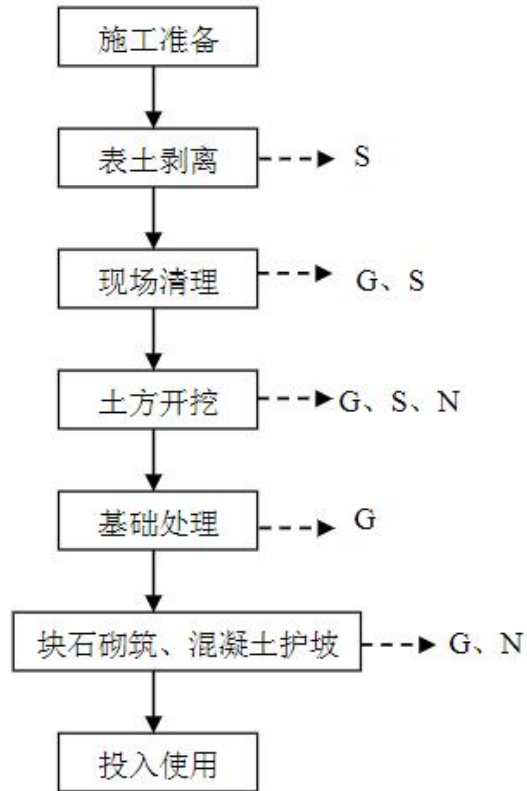 施工准备
表土剥离
S
现场清理
G、S
土方开挖
G、S、N
基础处理
G
块石砌筑、混凝土护坡
G、N
投入使用